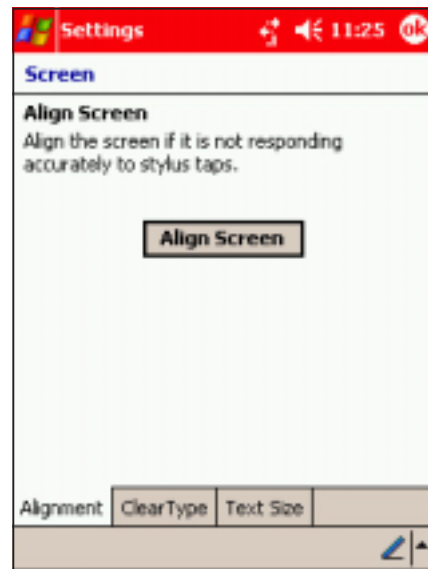 Settings 11:25 ok
Screen
Align Screen
Align the screen if it is not responding
accurately to stylus taps.
Align Screen
Alignment ClearType Text Size